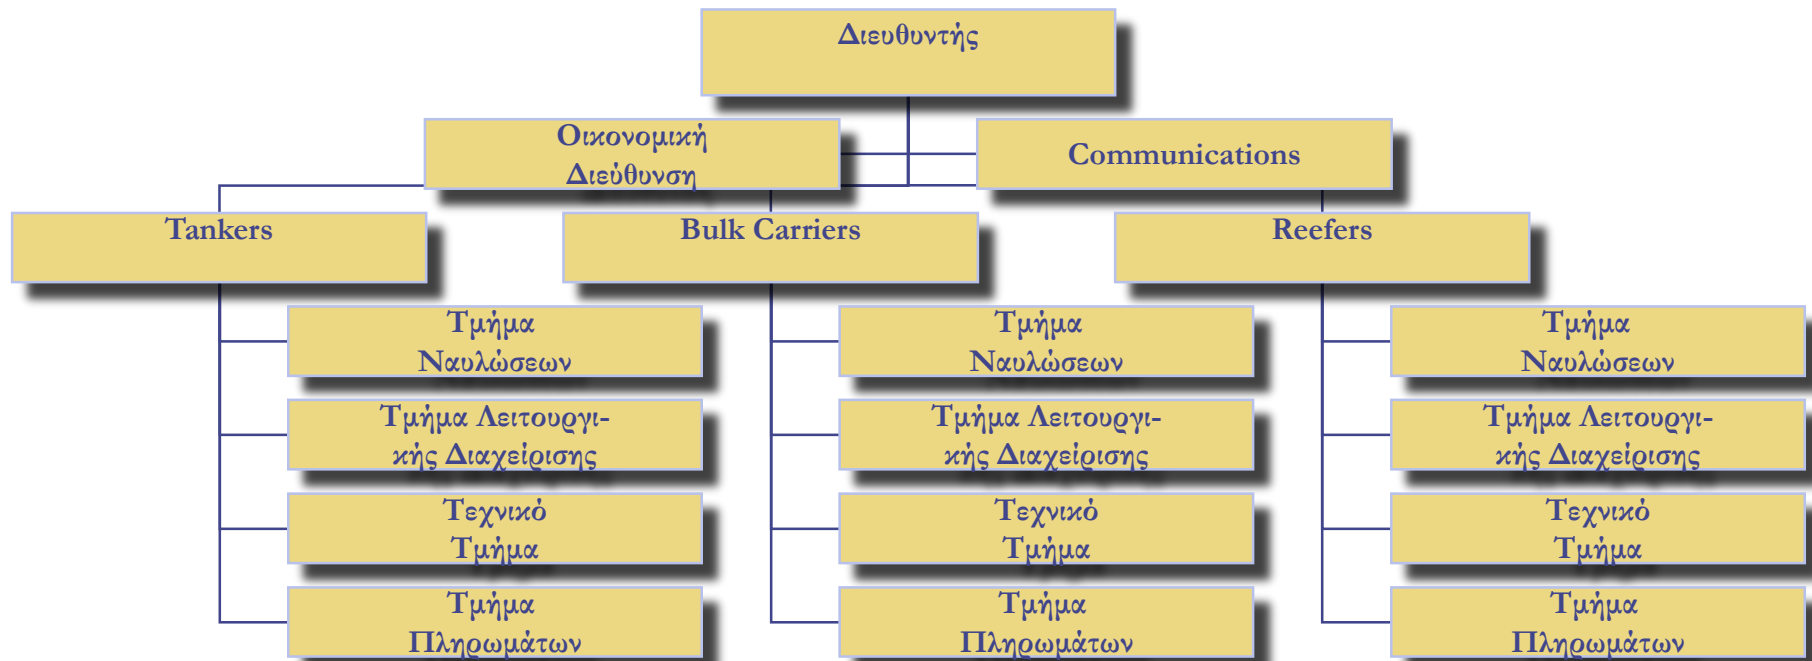 Διευθυντής
Οικονομική
Διεύθυνση
Communications
Tankers
Bulk Carriers
Reefers
Τμήμα
Ναυλώσεων
Τμήμα Λειτουργι-
κής Διαχείρισης
Τεχνικό
Τμήμα
Τμήμα
Πληρωμάτων
Τμήμα
Ναυλώσεων
Τμήμα Λειτουργι-
κής Διαχείρισης
Τεχνικό
Τμήμα
Τμήμα
Πληρωμάτων
Τμήμα
Ναυλώσεων
Τμήμα Λειτουργι-
κής Διαχείρισης
Τεχνικό
Τμήμα
Τμήμα
Πληρωμάτων